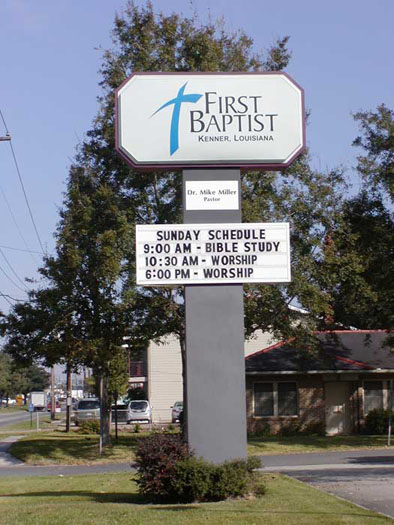 First
Baptist
Kenner, Louisiana
Dr. Mike Miller
Pastor
SUNDAY SCHEDULE
9:00 AM - BIBLE STUDY
10:30 AM - WORSHIP
6:00 PM - WORSHIP